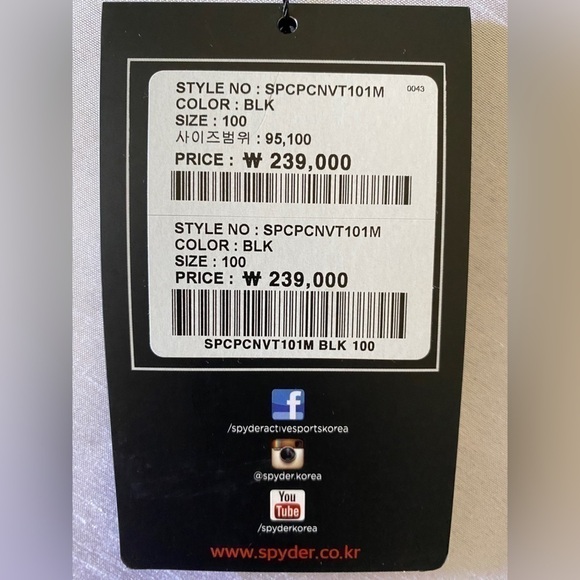 STYLE NO : SPCPCNVT101M 0043
COLOR : BLK
SIZE : 100
사이즈범위 : 95,100
PRICE : ₩ 239,000
STYLE NO : SPCPCNVT101M
COLOR : BLK
SIZE : 100
PRICE : ₩ 239,000
SPCPCNVT101M BLK 100
f
/spyderactivesportskorea
@spyder.korea
You
Tube
/spyderkorea
www.spyder.co.kr